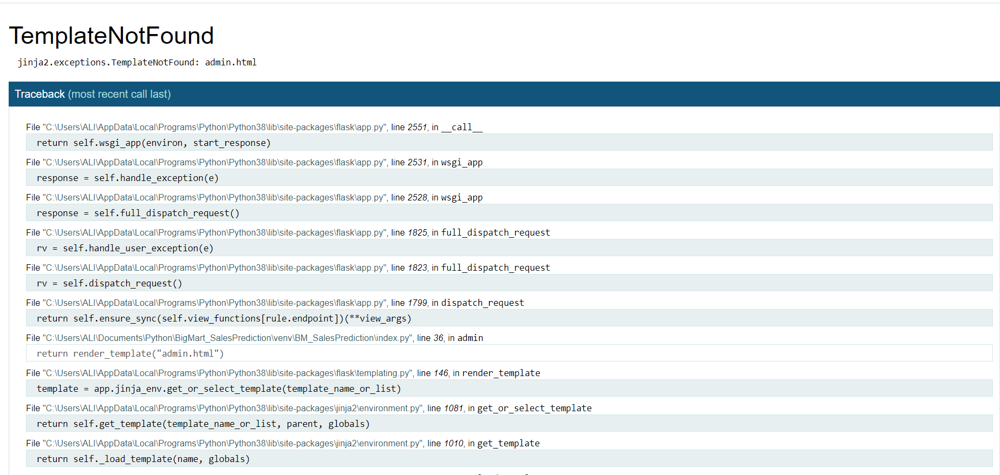 TemplateNotFound
jinja2.exceptions.TemplateNotFound: admin.html
Traceback (most recent call last)
File "C:\Users\ALI\AppData\Local\Programs\Python\Python38\lib\site-packages\flask\app.py", line 2551, in __call__
return self.wsgi_app(environ, start_response)
File "C:\Users\ALI\AppData\Local\Programs\Python\Python38\lib\site-packages\flask\app.py", line 2531, in wsgi_app
response = self.handle_exception(e)
File "C:\Users\ALI\AppData\Local\Programs\Python\Python38\lib\site-packages\flask\app.py", line 2528, in wsgi_app
response = self.full_dispatch_request()
File "C:\Users\ALI\AppData\Local\Programs\Python\Python38\lib\site-packages\flask\app.py", line 1825, in full_dispatch_request
rv = self.handle_user_exception(e)
File "C:\Users\ALI\AppData\Local\Programs\Python\Python38\lib\site-packages\flask\app.py", line 1823, in full_dispatch_request
rv = self.dispatch_request()
File "C:\Users\ALI\AppData\Local\Programs\Python\Python38\lib\site-packages\flask\app.py", line 1799, in dispatch_request
return self.ensure_sync(self.view_functions[rule.endpoint])(**view_args)
File "C:\Users\ALI\Documents\Python\BigMart_SalesPrediction\venv\BM_SalesPrediction\index.py", line 36, in admin
return render_template("admin.html")
File "C:\Users\ALI\AppData\Local\Programs\Python\Python38\lib\site-packages\flask\templating.py", line 146, in render_template
template = app.jinja_env.get_or_select_template(template_name_or_list)
File "C:\Users\ALI\AppData\Local\Programs\Python\Python38\lib\site-packages\jinja2\environment.py", line 1081, in get_or_select_template
return self.get_template(template_name_or_list, parent, globals)
File "C:\Users\ALI\AppData\Local\Programs\Python\Python38\lib\site-packages\jinja2\environment.py", line 1010, in get_template
return self._load_template(name, globals)